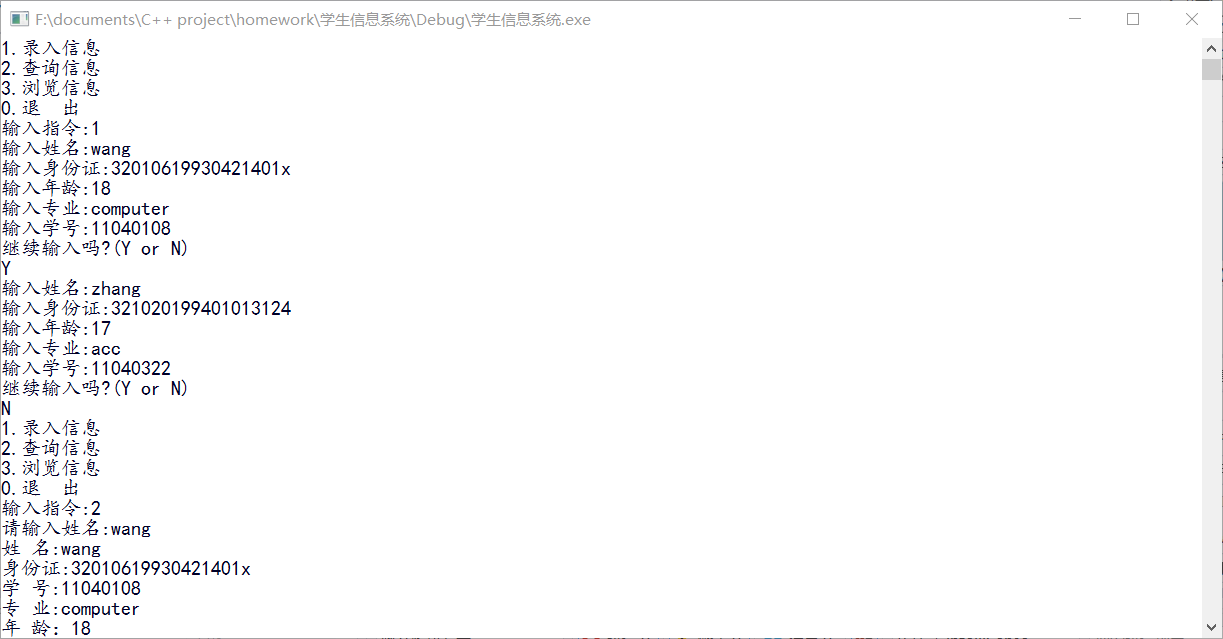 F:\documents\C++ project\homework\学生信息系统\Debug\学生信息系统.exe
1.录入信息
2.查询信息
3.浏览信息
0.退  出
输入指令:1
输入姓名:wang
输入身份证:32010619930421401x
输入年龄:18
输入专业:computer
输入学号:11040108
继续输入吗?(Y or N)
Y
输入姓名:zhang
输入身份证:321020199401013124
输入年龄:17
输入专业:acc
输入学号:11040322
继续输入吗?(Y or N)
N
1.录入信息
2.查询信息
3.浏览信息
0.退  出
输入指令:2
请输入姓名:wang
姓 名:wang
身份证:32010619930421401x
学 号:11040108
专 业:computer
年 龄: 18